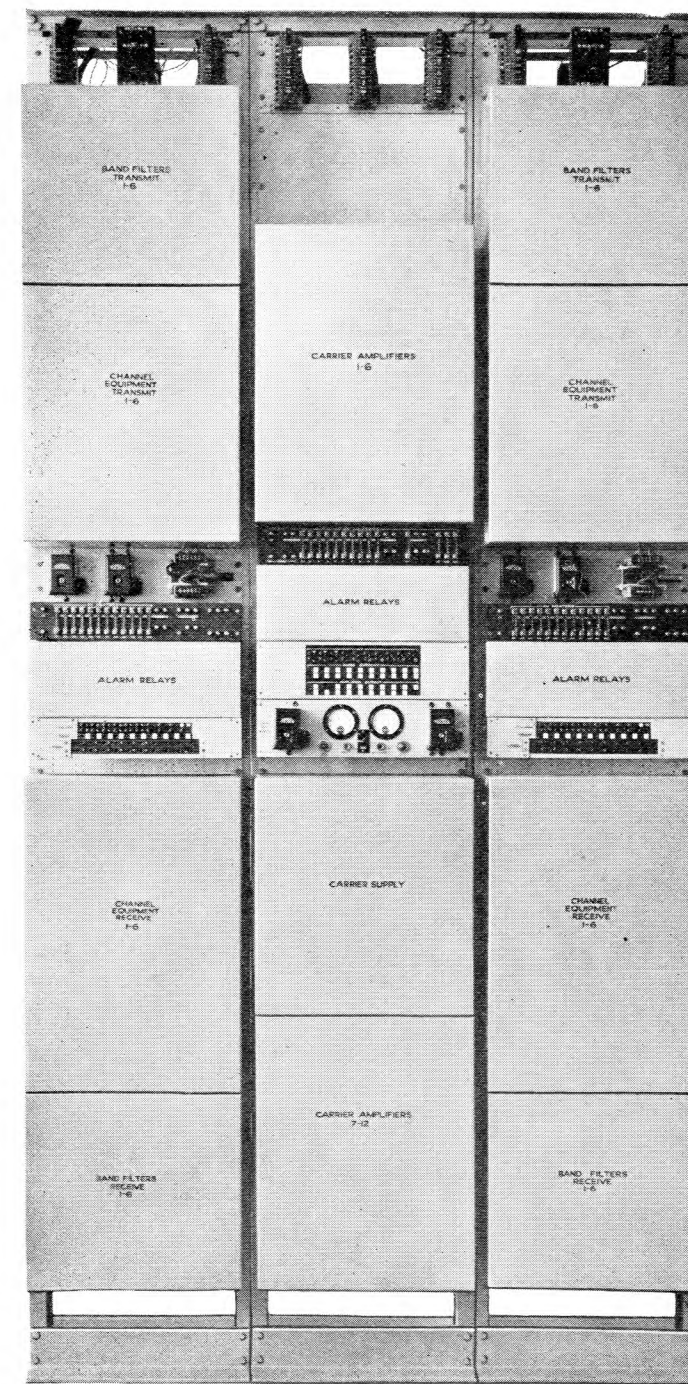 BAND FILTERS
TRANSMIT
1-6
CHANNEL
EQUIPMENT
TRANSMIT
1-6
ALARM RELAYS
CHANNEL
EQUIPMENT
RECEIVE
1-6
BAND FILTERS
RECEIVE
1-6
CARRIER AMPLIFIERS
1-6
ALARM RELAYS
CARRIER SUPPLY
CARRIER AMPLIFIERS
7-12
BAND FILTERS
TRANSMIT
1-6
CHANNEL
EQUIPMENT
TRANSMIT
1-6
ALARM RELAYS
CHANNEL
EQUIPMENT
RECEIVE
1-6
BAND FILTERS
RECEIVE
1-6